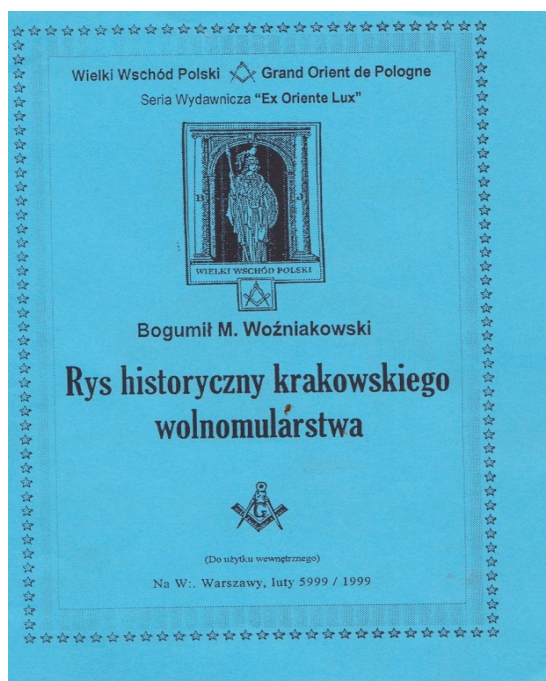 Wielki Wschód Polski Grand Orient de Pologne
Seria Wydawnicza “Ex Oriente Lux”
B J
WIELKI WSCHÓD POLSKI
Bogumił M. Woźniakowski
Rys historyczny krakowskiego
wolnomularstwa
G
(Do użytku wewnętrznego)
Na W:. Warszawy, luty 5999 / 1999